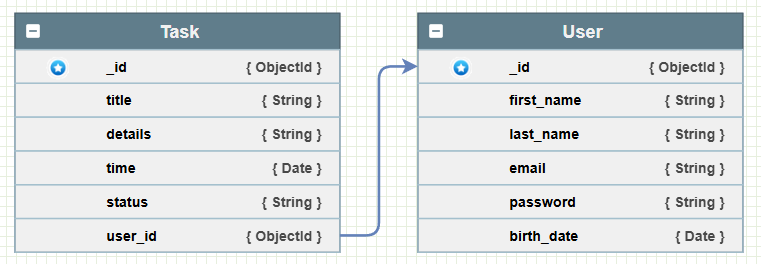 Task
_id { ObjectId }
title { String }
details { String }
time { Date }
status { String }
user_id { ObjectId }
User
_id { ObjectId }
first_name { String }
last_name { String }
email { String }
password { String }
birth_date { Date }